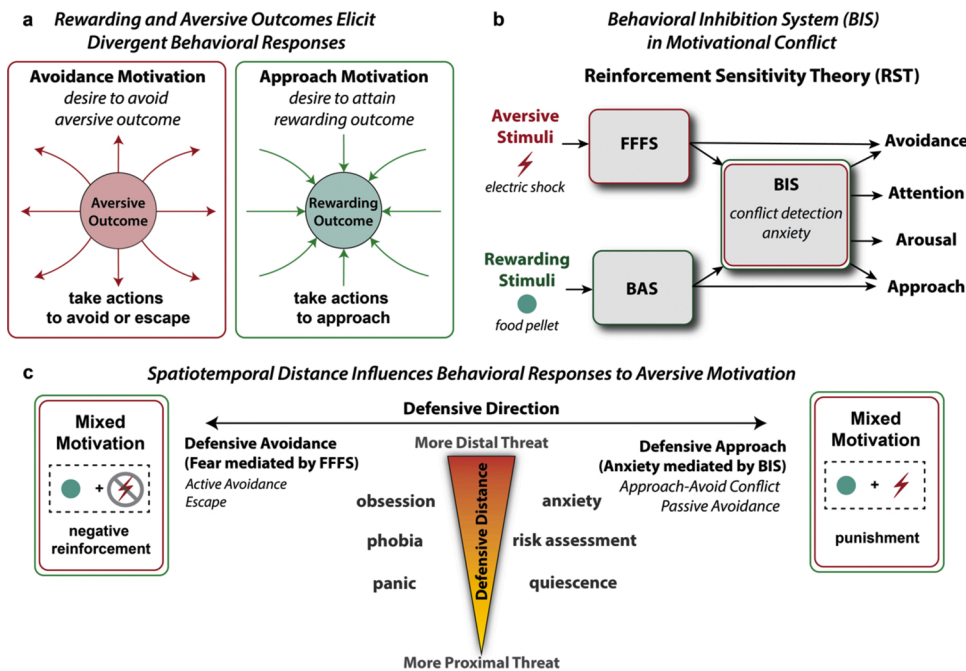 a
Rewarding and Aversive Outcomes Elicit
Divergent Behavioral Responses
Avoidance Motivation
desire to avoid
aversive outcome
Aversive
Outcome
take actions
to avoid or escape
Approach Motivation
desire to attain
rewarding outcome
Rewarding
Outcome
take actions
to approach
b
Behavioral Inhibition System (BIS)
in Motivational Conflict
Reinforcement Sensitivity Theory (RST)
Aversive
Stimuli
electric shock
FFFS
Rewarding
Stimuli
food pellet
BAS
BIS
conflict detection
anxiety
Avoidance
Attention
Arousal
Approach
c
Spatiotemporal Distance Influences Behavioral Responses to Aversive Motivation
Mixed
Motivation
+
negative
reinforcement
Defensive Direction
Defensive Avoidance
(Fear mediated by FFFS)
Active Avoidance
Escape
More Distal Threat
Defensive Distance
obsession
phobia
panic
anxiety
risk assessment
quiescence
More Proximal Threat
Defensive Approach
(Anxiety mediated by BIS)
Approach-Avoid Conflict
Passive Avoidance
Mixed
Motivation
+
punishment